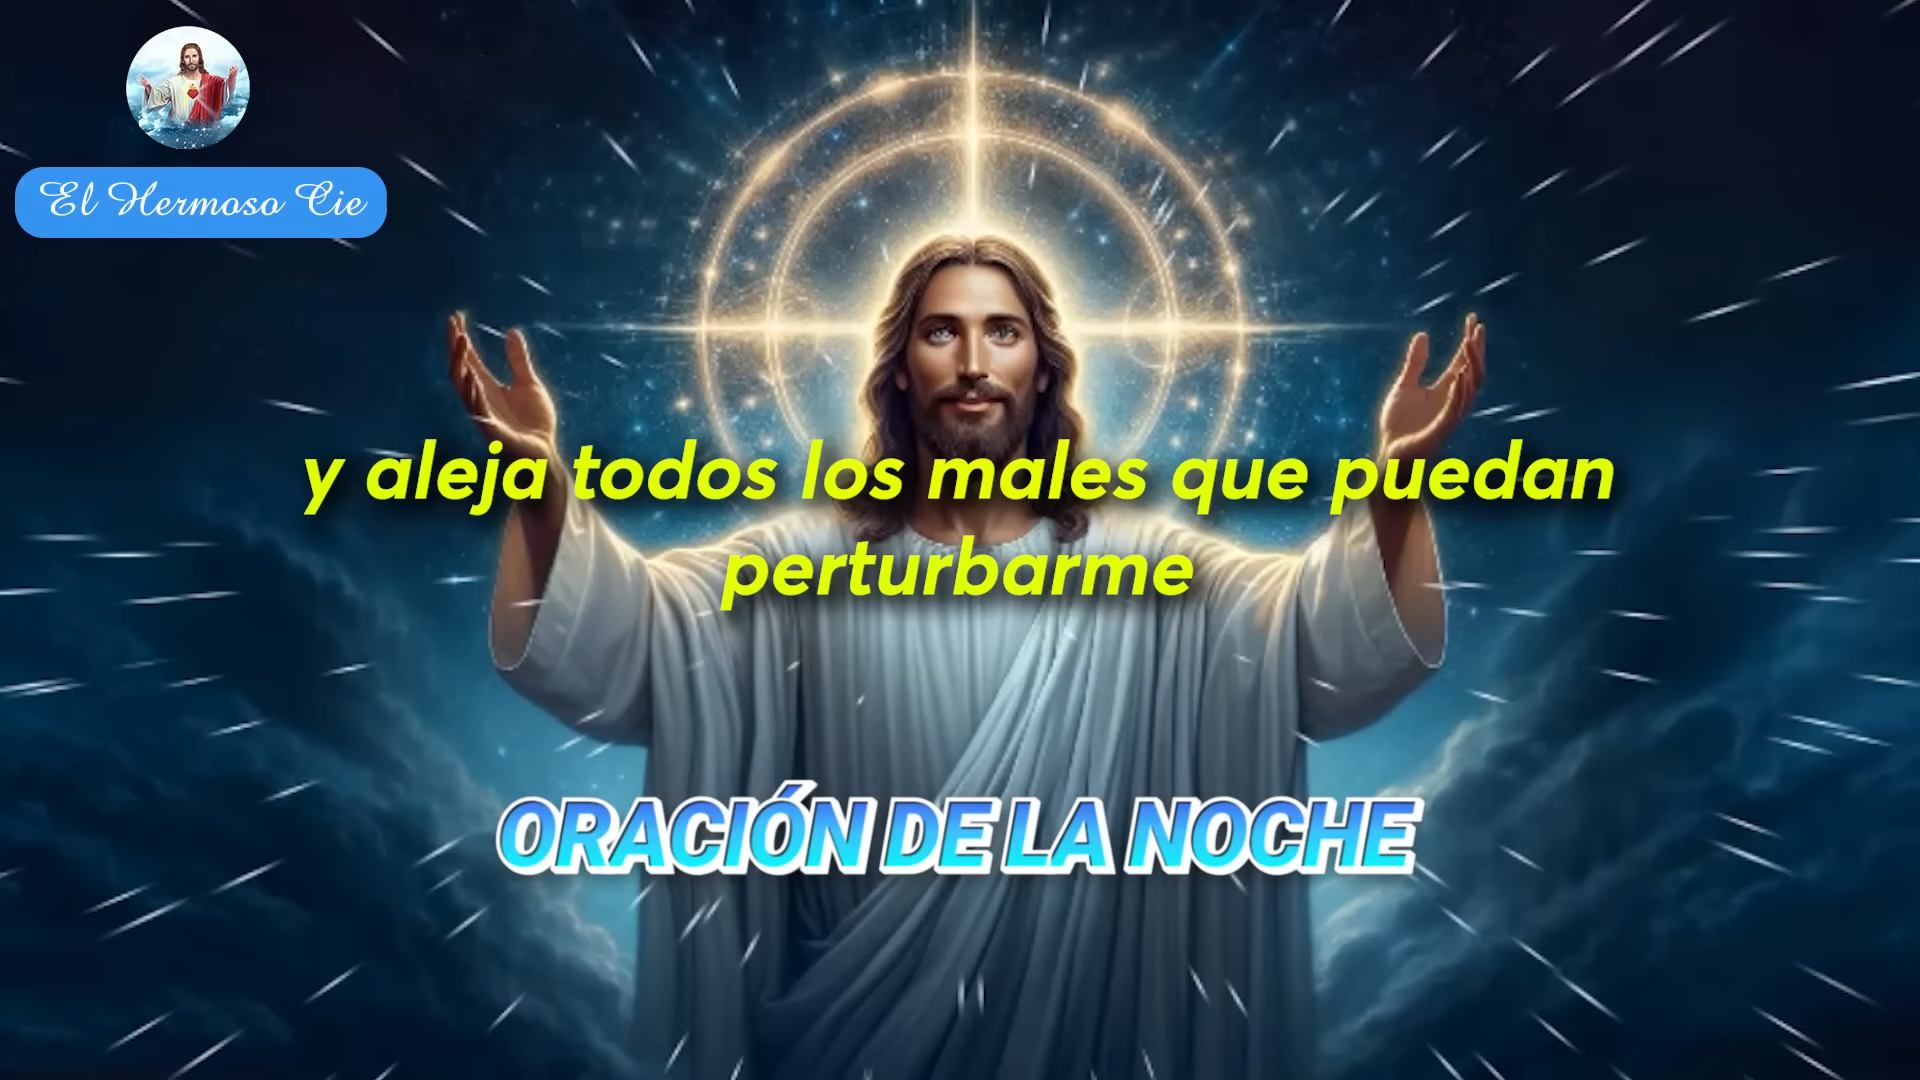 El Hermoso Cie
y aleja todos los males que puedan
perturbarme
ORACIÓN DE LA NOCHE